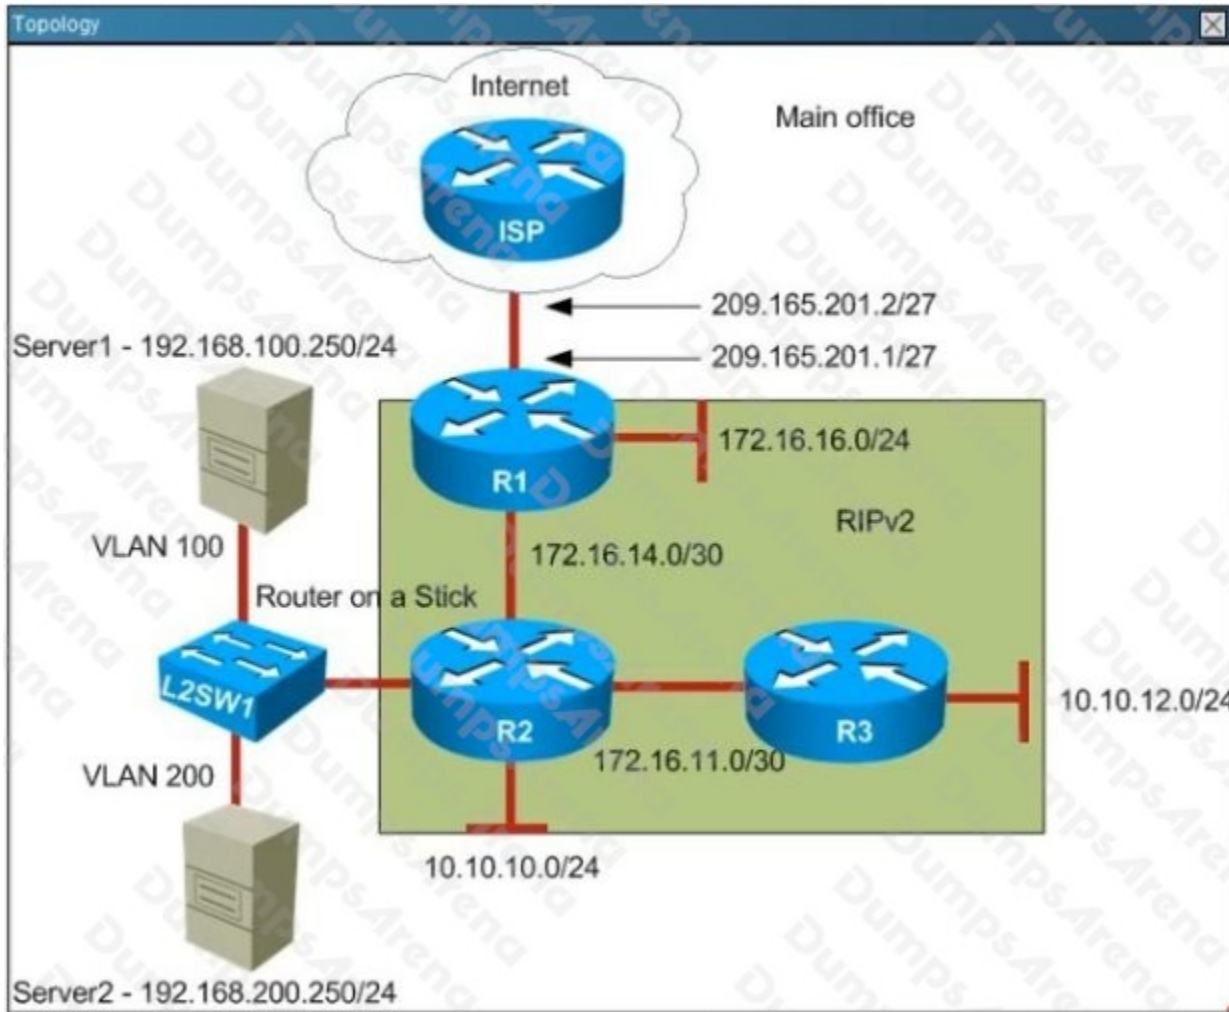 Topology
Internet
Main office
ISP
209.165.201.2/27
Server1 - 192.168.100.250/24
209.165.201.1/27
172.16.16.0/24
R1
RIPv2
VLAN 100
172.16.14.0/30
Router on a Stick
L2SW1
R2
R3
10.10.12.0/24
172.16.11.0/30
VLAN 200
10.10.10.0/24
Server2 - 192.168.200.250/24
DumpsArena